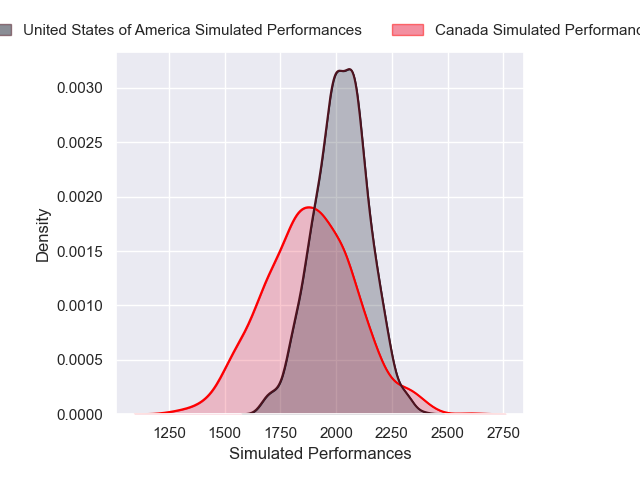 United States of America Simulated Performances Canada Simulated
0.0030
0.0025
0.0020
0.0015
0.0010
0.0005
0.0000
Density
1250 1500 1750 2000 2250 2500 2750
Simulated Performances